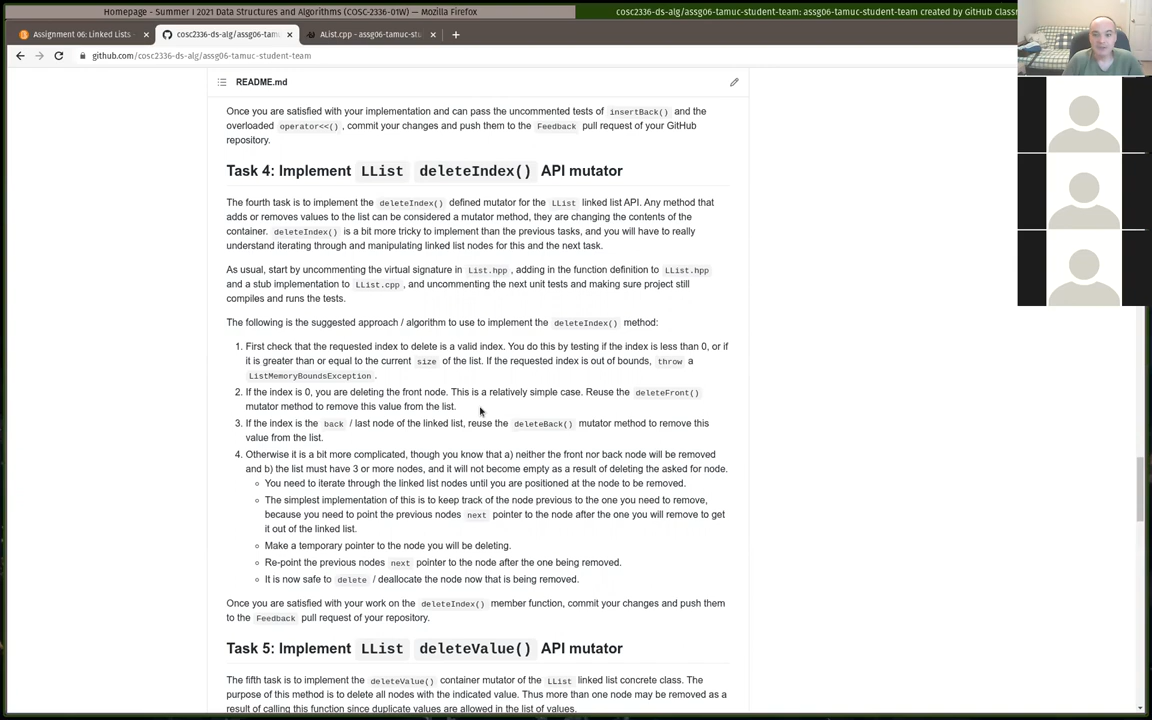 Homepage - Summer I 2021 Data Structures and Algorithms (COSC-2336-01W) — Mozilla Firefox
cosc2336-ds-alg/assg06-tamuc-student-team: assg06-tamuc-student-team created by GitHub Class
Assignment 06: Linked Lists
cosc2336-ds-alg/assg06-tamu
AList.cpp - assg06-tamuc-stu
github.com/cosc2336-ds-alg/assg06-tamuc-student-team
README.md
Once you are satisfied with your implementation and can pass the uncommented tests of insertBack() and the
overloaded operator<<() , commit your changes and push them to the Feedback pull request of your GitHub
repository.
Task 4: Implement LList deleteIndex() API mutator
The fourth task is to implement the deleteIndex() defined mutator for the LList linked list API. Any method that
adds or removes values to the list can be considered a mutator method, they are changing the contents of the
container. deleteIndex() is a bit more tricky to implement than the previous tasks, and you will have to really
understand iterating through and manipulating linked list nodes for this and the next task.
As usual, start by uncommenting the virtual signature in List.hpp , adding in the function definition to LList.hpp
and a stub implementation to LList.cpp , and uncommenting the next unit tests and making sure project still
compiles and runs the tests.
The following is the suggested approach / algorithm to use to implement the deleteIndex() method:
1. First check that the requested index to delete is a valid index. You do this by testing if the index is less than 0, or if
it is greater than or equal to the current size of the list. If the requested index is out of bounds, throw a
ListMemoryBoundsException .
2. If the index is 0, you are deleting the front node. This is a relatively simple case. Reuse the deleteFront()
mutator method to remove this value from the list.
3. If the index is the back / last node of the linked list, reuse the deleteBack() mutator method to remove this
value from the list.
4. Otherwise it is a bit more complicated, though you know that a) neither the front nor back node will be removed
and b) the list must have 3 or more nodes, and it will not become empty as a result of deleting the asked for node.
You need to iterate through the linked list nodes until you are positioned at the node to be removed.
The simplest implementation of this is to keep track of the node previous to the one you need to remove,
because you need to point the previous nodes next pointer to the node after the one you will remove to get
it out of the linked list.
Make a temporary pointer to the node you will be deleting.
Re-point the previous nodes next pointer to the node after the one being removed.
It is now safe to delete / deallocate the node now that is being removed.
Once you are satisfied with your work on the deleteIndex() member function, commit your changes and push them
to the Feedback pull request of your repository.
Task 5: Implement LList deleteValue() API mutator
The fifth task is to implement the deleteValue() container mutator of the LList linked list concrete class. The
purpose of this method is to delete all nodes with the indicated value. Thus more than one node may be removed as a
result of calling this function since duplicate values are allowed in the list of values.